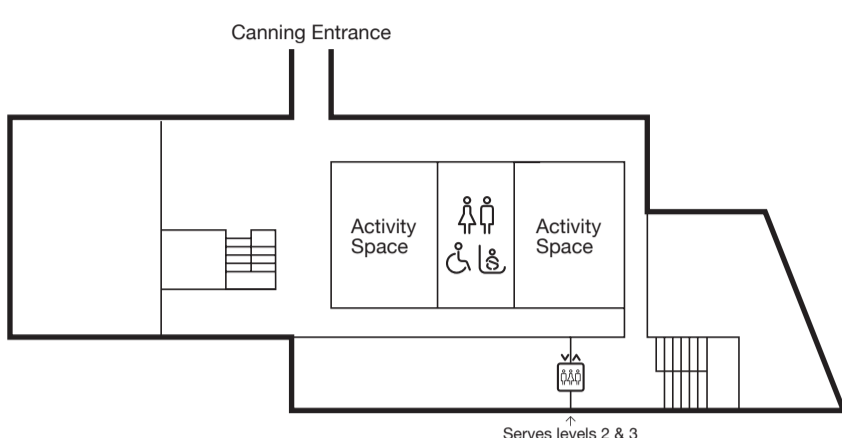 Canning Entrance
Activity
Space
Activity
Space
Serves levels 2 & 3